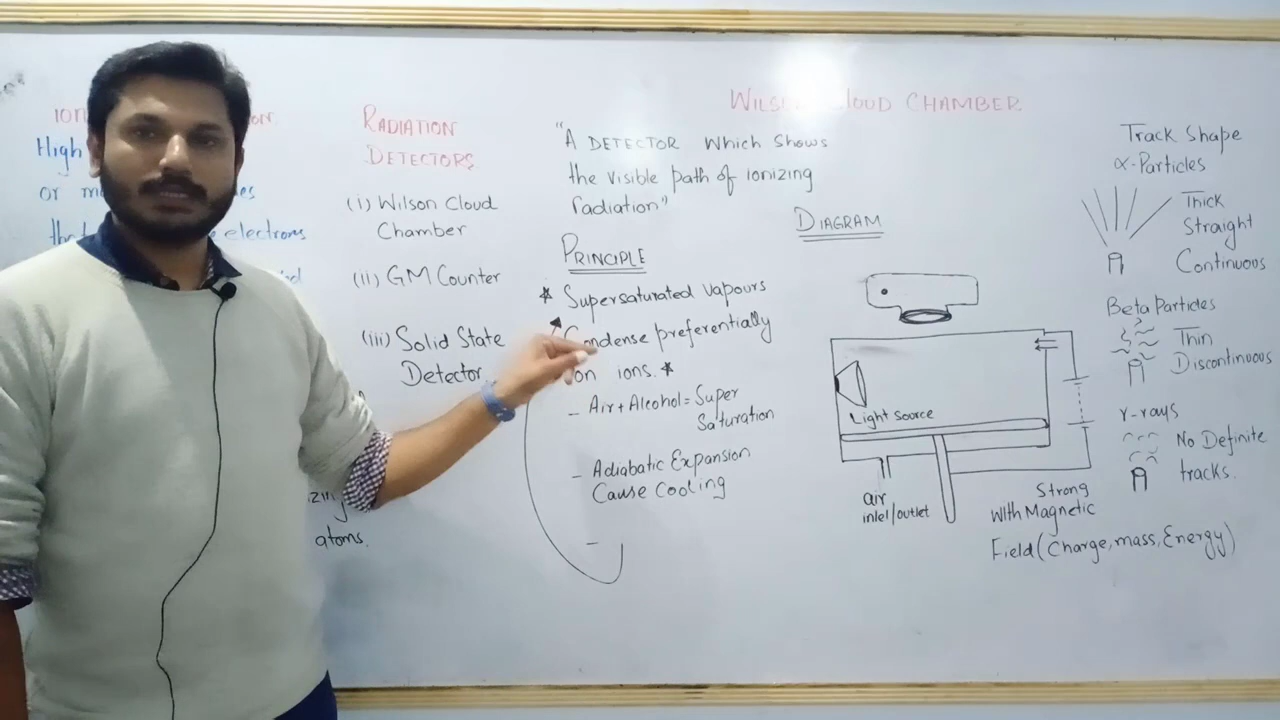 High
or
electrons
atoms.
RADIATION
DETECTORS
(i) Wilson Cloud
Chamber
(ii) GM Counter
(iii) Solid State
Detector
WILSON CLOUD CHAMBER
"A DETECTOR Which shows
the visible path of ionizing
radiation"
PRINCIPLE
* Supersaturated Vapours
Condense preferentially
on ions. *
- Air + Alcohol = Super
Saturation
- Adiabatic Expansion
Cause Cooling
-
DIAGRAM
Light source
air
inlet/outlet
Strong
With Magnetic
Field (Charge, mass, Energy)
Track Shape
α-Particles
Thick
Straight
Continuous
Beta Particles
Thin
Discontinuous
γ-rays
No Definite
tracks.